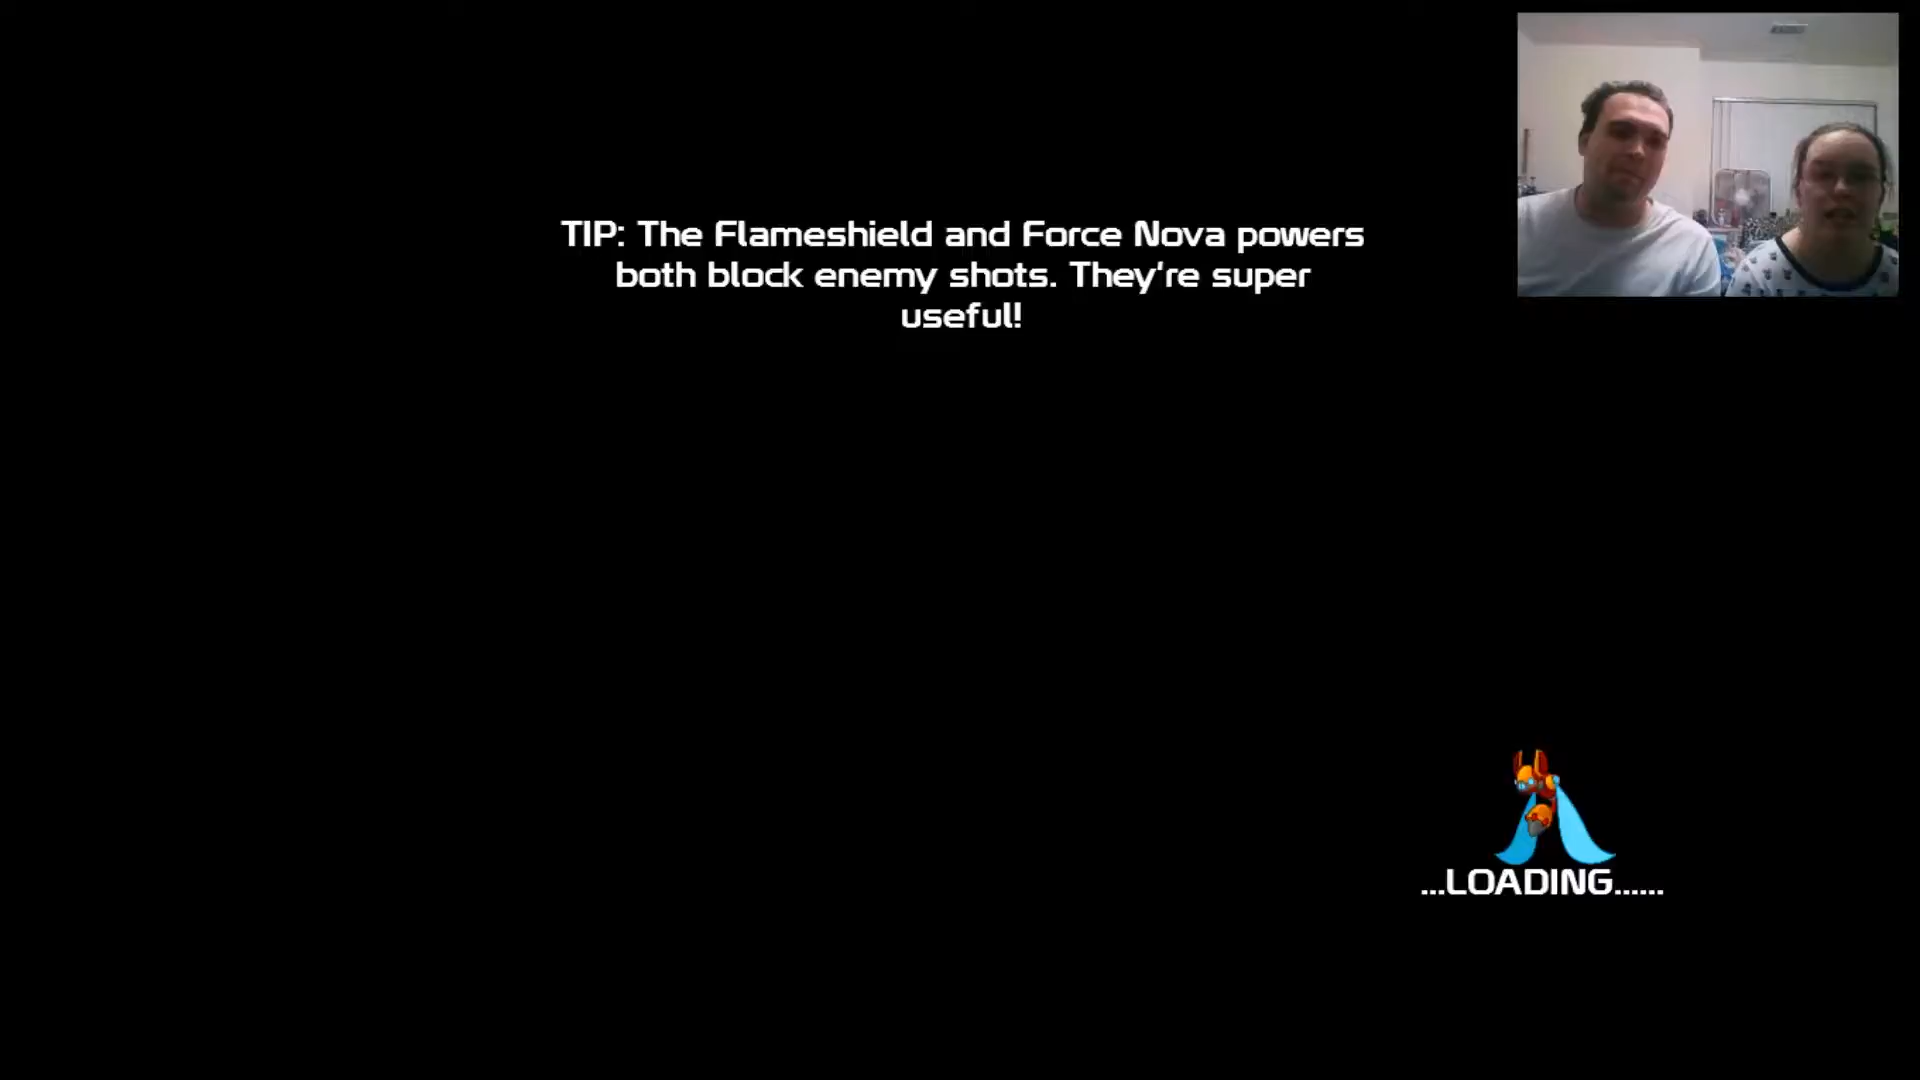 TIP: The Flameshield and Force Nova powers
both block enemy shots. They're super
useful!
...LOADING......